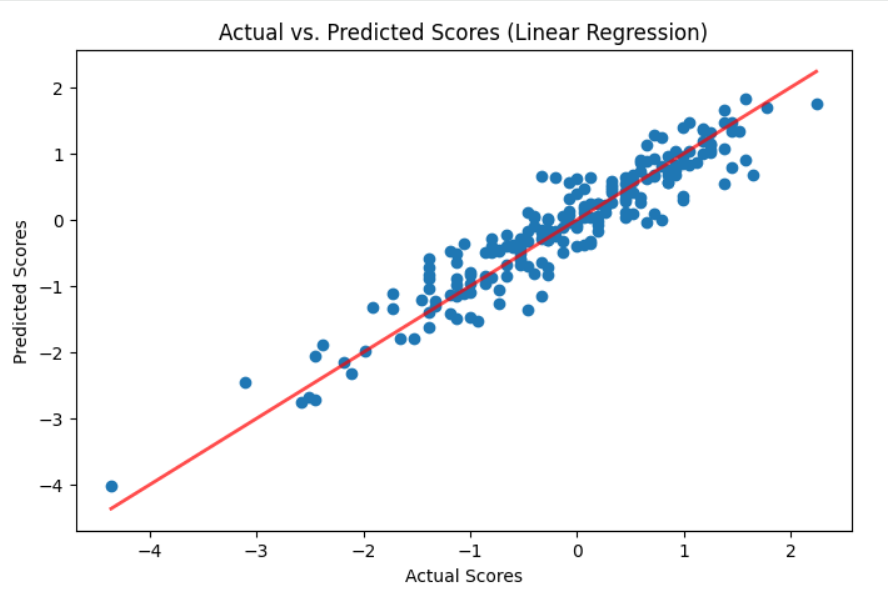 Actual vs. Predicted Scores (Linear Regression)
2
1
0
−1
−2
−3
−4
Predicted Scores
−4 −3 −2 −1 0 1 2
Actual Scores